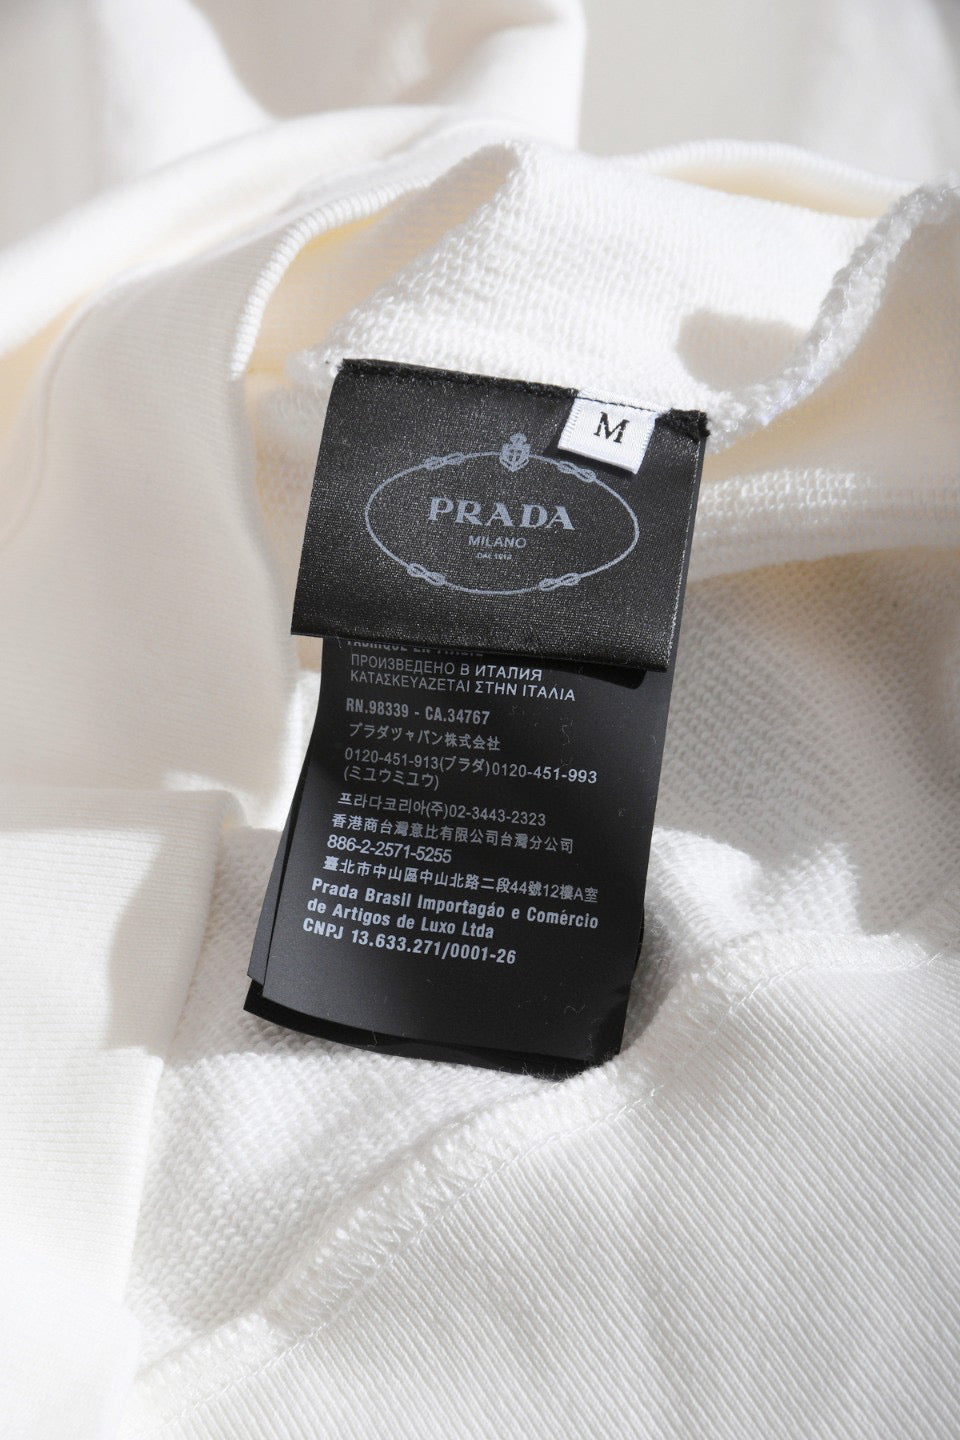 M
PRADA
MILANO
DAL 1913
ПРОИЗВЕДЕНО В ИТАЛИЯ
ΚΑΤΑΣΚΕΥΑΖΕΤΑΙ ΣΤΗΝ ΙΤΑΛΙΑ
RN.98339 - CA.34767
プラダツャパン株式会社
0120-451-913(プラダ)0120-451-993
(ミユウミユウ)
프라다코리아(주)02-3443-2323
香港商台灣意比有限公司台灣分公司
886-2-2571-5255
臺北市中山區中山北路二段44號12樓A室
Prada Brasil Importagáo e Comércio
de Artigos de Luxo Ltda
CNPJ 13.633.271/0001-26